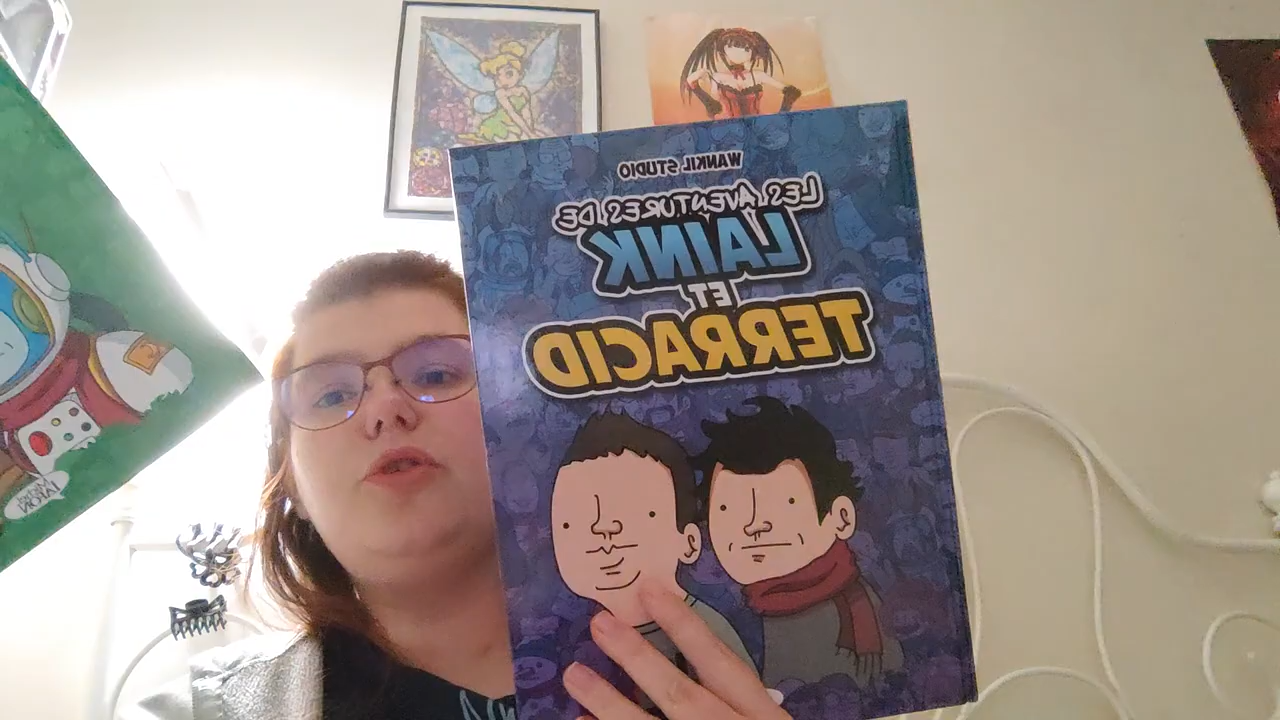 WANKIL STUDIO
LES AVENTURES DE
LAINK
ET
TERRACID